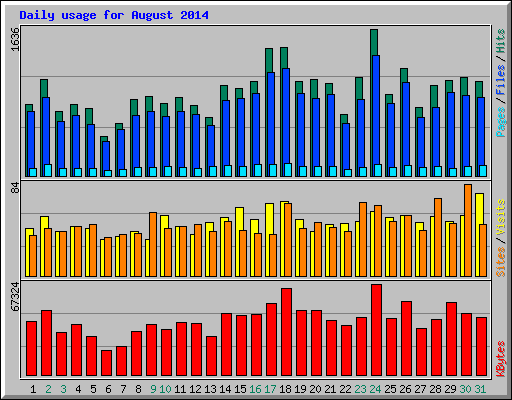 Daily usage for August 2014
1636
Pages / Files / Hits
84
Sites / Visits
67324
KBytes
1 2 3 4 5 6 7 8 9 10 11 12 13 14 15 16 17 18 19 20 21 22 23 24 25 26 27 28 29 30 31